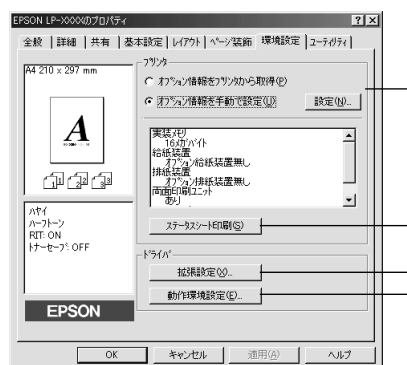 EPSON LP-XXXXのプロパティ
全般 詳細 共有 基本設定 レイアウト ページ装飾 環境設定 ユーティリティ
A4 210 x 297 mm
A
1 1 2 2 3 3
ハヤイ
ハーフトーン
RIT: ON
トナーセーブ: OFF
EPSON
プリンタ
オプション情報をプリンタから取得(P)
オプション情報を手動で設定(U)
設定(N)...
実装メモリ
16メガバイト
給紙装置
オプション給紙装置無し
排紙装置
オプション排紙装置無し
両面印刷ユニット
あり
ステータスシート印刷(S)
ドライバ
拡張設定(X)...
動作環境設定(E)...
OK キャンセル 適用(A) ヘルプ